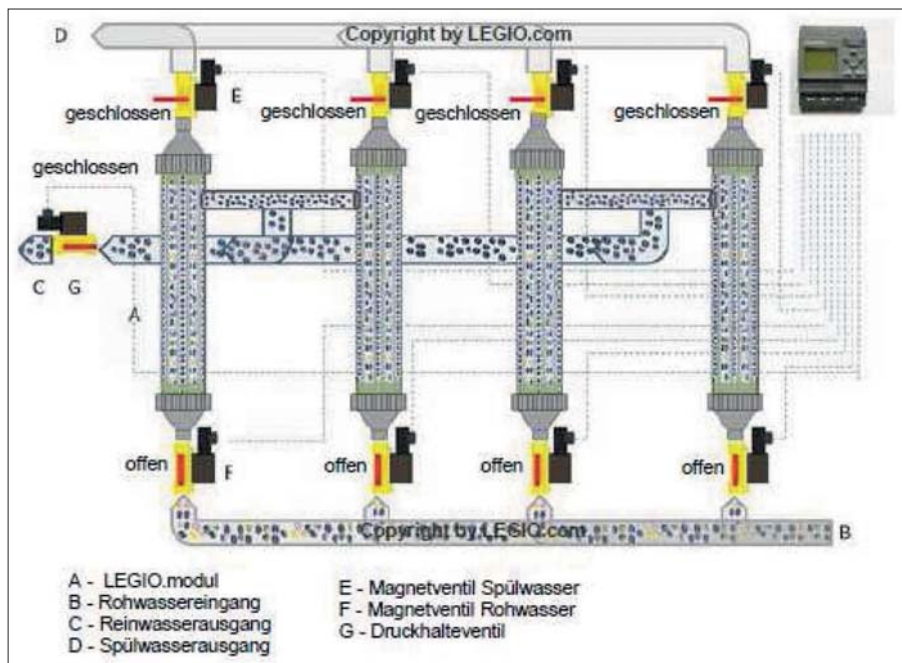 D Copyright by LEGIO.com
E
geschlossen geschlossen geschlossen geschlossen
geschlossen
C G
A
offen F offen offen offen
Copyright by LEGIO.com B
A - LEGIO.modul
B - Rohwassereingang
C - Reinwasserausgang
D - Spülwasserausgang
E - Magnetventil Spülwasser
F - Magnetventil Rohwasser
G - Druckhalteventil